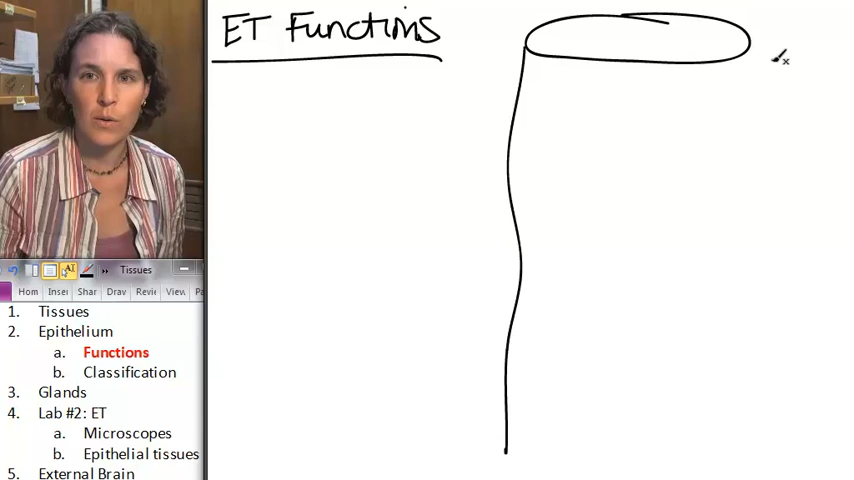 ET Functions
Tissues
Hom Inser Shar Drav Revie View Pa
1. Tissues
2. Epithelium
a. Functions
b. Classification
3. Glands
4. Lab #2: ET
a. Microscopes
b. Epithelial tissues
5. External Brain